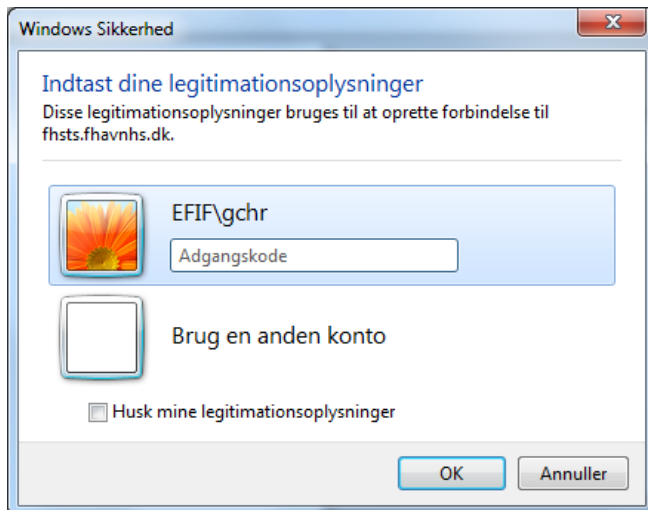 Windows Sikkerhed
Indtast dine legitimationsoplysninger
Disse legitimationsoplysninger bruges til at oprette forbindelse til
fhsts.fhavnhs.dk.
EFIF\gchr
Adgangskode
Brug en anden konto
Husk mine legitimationsoplysninger
OK
Annuller